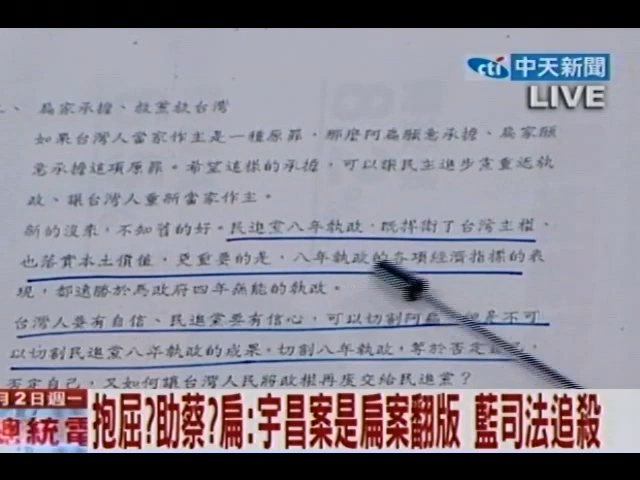 cti 中天新聞
LIVE
、 扁家承擔、救黨救台灣
如果台灣人當家作主是一種原罪，那麼阿扁願意承擔、扁家願
意承擔這項原罪。希望這樣的承擔，可以讓民主進步黨重返執
政、讓台灣人重新當家作主。
新的沒來，不知舊的好。民進黨八年執政，既捍衛了台灣主權、
也落實本土價值，更重要的是，八年執政的各項經濟指標的表
現，都遠勝於馬政府四年無能的執政。
台灣人要有自信、民進黨要有信心，可以切割阿扁，但是不可
以切割民進黨八年執政的成果。切割八年執政，等於否定自己，
否定自己，又如何讓台灣人民將政權再度交給民進黨？
月2日週一
總統電
抱屈?助蔡?扁:宇昌案是扁案翻版 藍司法追殺